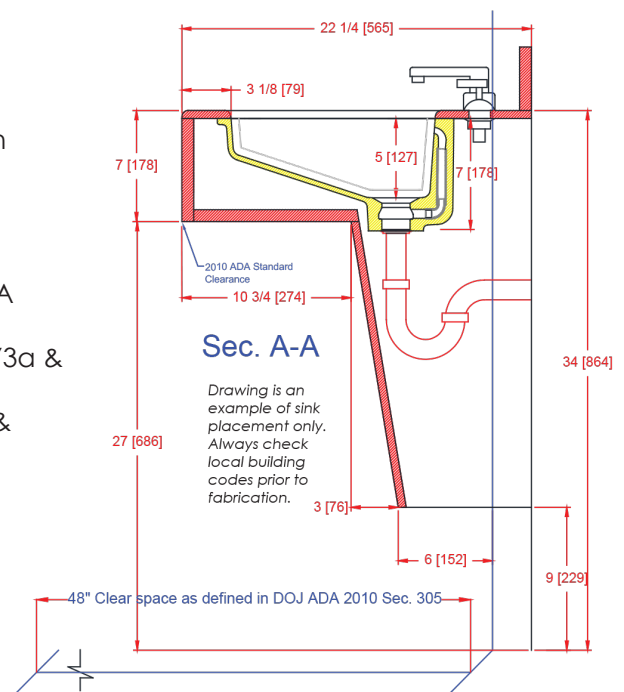 22 1/4 [565]
3 1/8 [79]
n
7 [178]
5 [127]
7 [178]
2010 ADA Standard
Clearance
10 3/4 [274]
A
Sec. A-A
/3a &
34 [864]
&
Drawing is an
example of sink
placement only.
Always check
local building
codes prior to
fabrication.
27 [686]
3 [76]
6 [152]
9 [229]
48" Clear space as defined in DOJ ADA 2010 Sec. 305